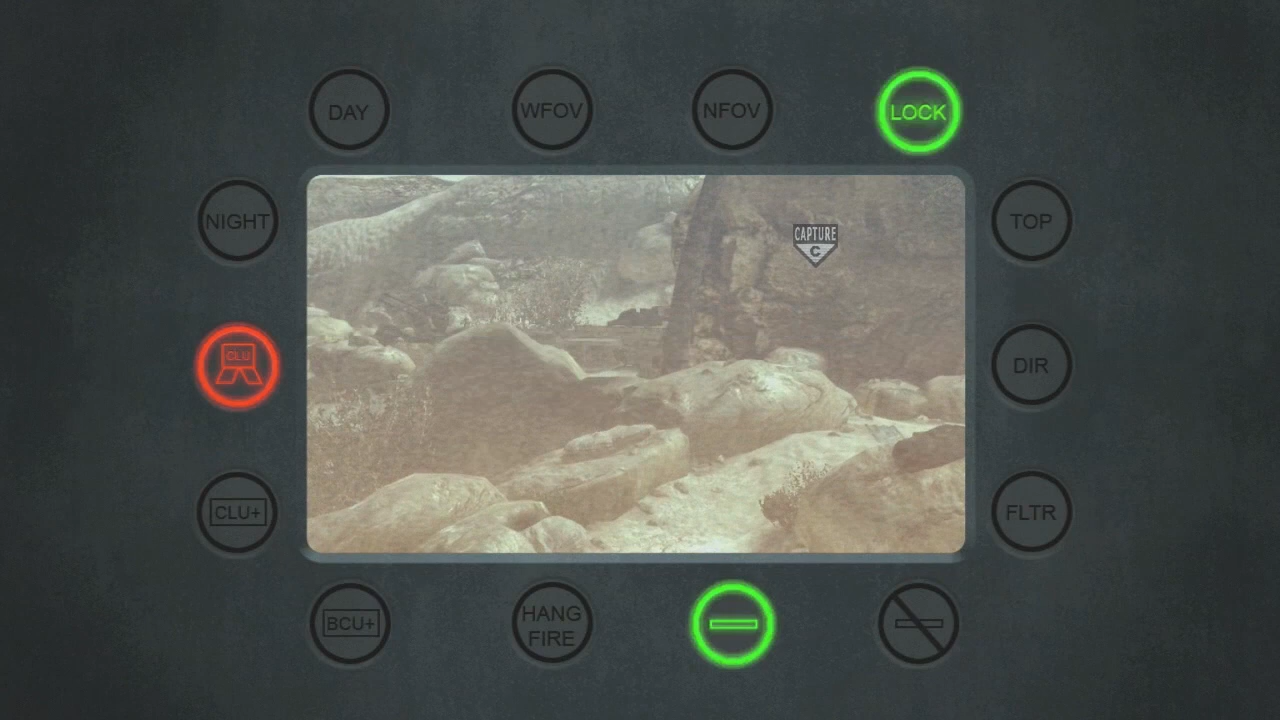 DAY
WFOV
NFOV
LOCK
NIGHT
TOP
CAPTURE
C
CLU
DIR
CLU+
FLTR
BCU+
HANG
FIRE